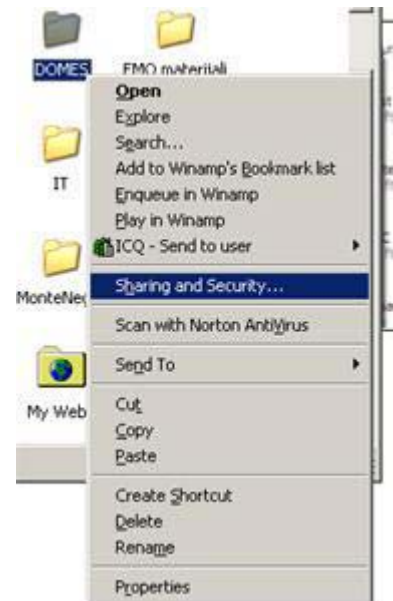 DOMES
FMO materijali
IT
MonteNeg
My Web
Open
Explore
Search...
Add to Winamp's Bookmark list
Enqueue in Winamp
Play in Winamp
ICQ - Send to user
Sharing and Security...
Scan with Norton AntiVirus
Send To
Cut
Copy
Paste
Create Shortcut
Delete
Rename
Properties